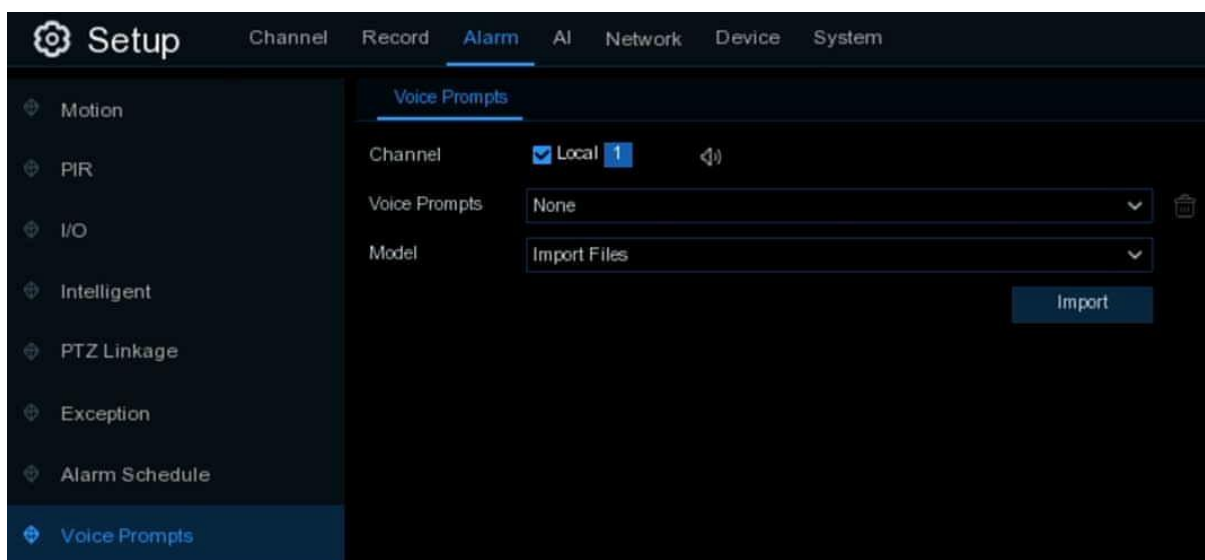 Setup Channel Record Alarm AI Network Device System
Motion
PIR
I/O
Intelligent
PTZ Linkage
Exception
Alarm Schedule
Voice Prompts
Voice Prompts
Channel Local 1
Voice Prompts None
Model Import Files
Import